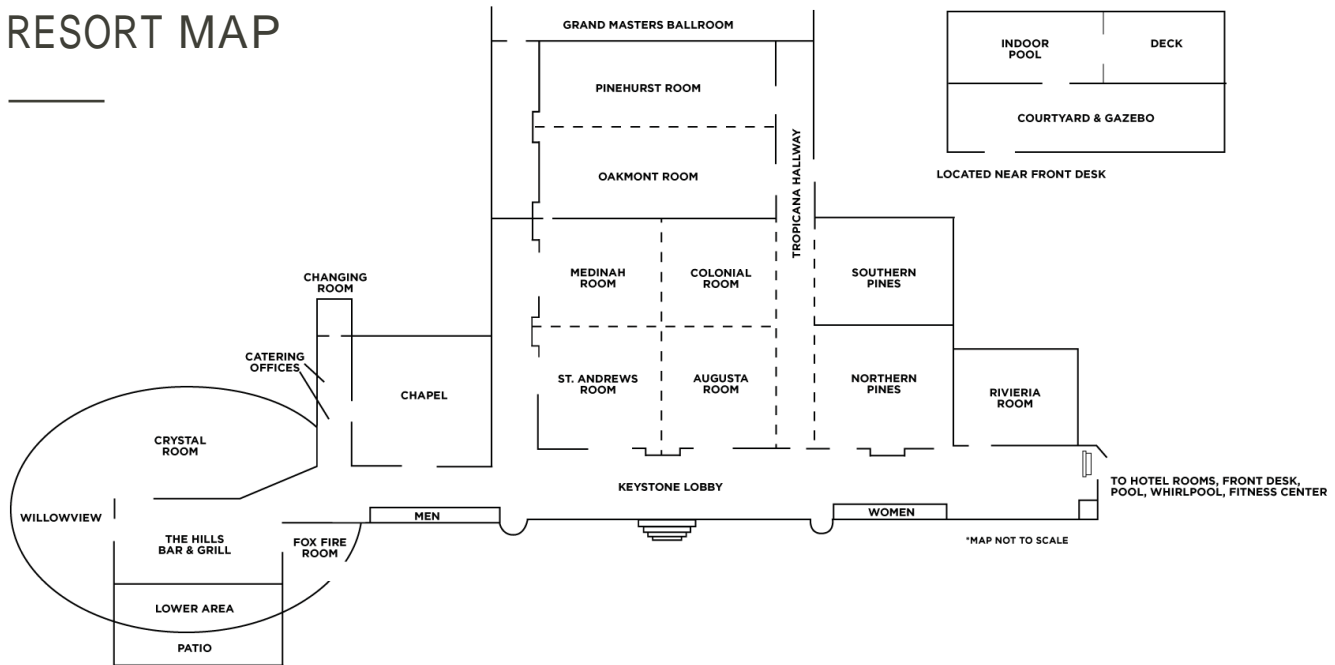 RESORT MAP
GRAND MASTERS BALLROOM
INDOOR
POOL
DECK
PINEHURST ROOM
COURTYARD & GAZEBO
TROPICANA HALLWAY
OAKMONT ROOM
LOCATED NEAR FRONT DESK
MEDINAH
ROOM
COLONIAL
ROOM
SOUTHERN
PINES
CHANGING
ROOM
CATERING
OFFICES
ST. ANDREWS
ROOM
AUGUSTA
ROOM
NORTHERN
PINES
CHAPEL
RIVIERIA
ROOM
CRYSTAL
ROOM
KEYSTONE LOBBY
TO HOTEL ROOMS, FRONT DESK,
POOL, WHIRLPOOL, FITNESS CENTER
WILLOWVIEW
MEN
WOMEN
THE HILLS
BAR & GRILL
FOX FIRE
ROOM
*MAP NOT TO SCALE
LOWER AREA
PATIO